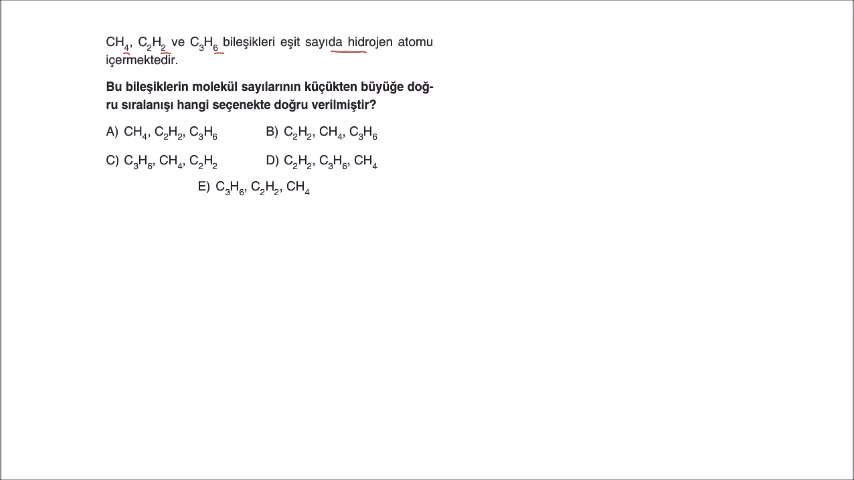 CH₄, C₂H₂ ve C₃H₆ bileşikleri eşit sayıda hidrojen atomu
içermektedir.
Bu bileşiklerin molekül sayılarının küçükten büyüğe doğ-
ru sıralanışı hangi seçenekte doğru verilmiştir?
A) CH₄, C₂H₂, C₃H₆ B) C₂H₂, CH₄, C₃H₆
C) C₃H₆, CH₄, C₂H₂ D) C₂H₂, C₃H₆, CH₄
E) C₃H₆, C₂H₂, CH₄